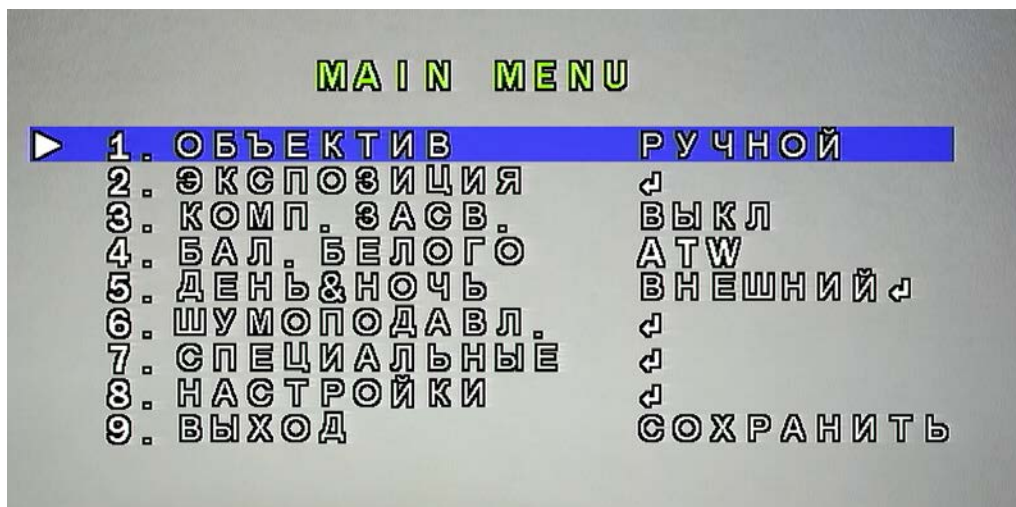 MAIN MENU
1. ОБЪЕКТИВ РУЧНОЙ
2. ЭКСПОЗИЦИЯ ↲
3. КОМП. ЗАСВ. ВЫКЛ
4. БАЛ. БЕЛОГО ATW
5. ДЕНЬ&НОЧЬ ВНЕШНИЙ↲
6. ШУМОПОДАВЛ. ↲
7. СПЕЦИАЛЬНЫЕ ↲
8. НАСТРОЙКИ ↲
9. ВЫХОД СОХРАНИТЬ